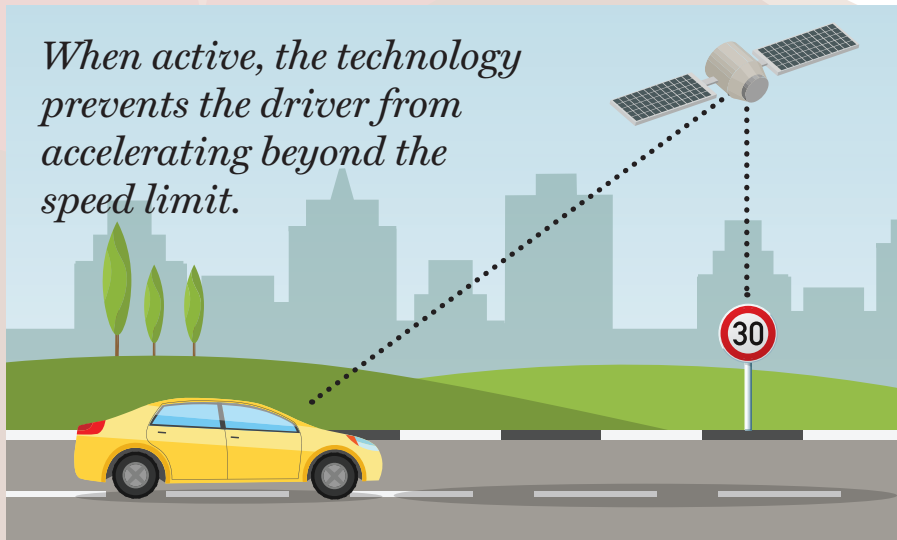 When active, the technology
prevents the driver from
accelerating beyond the
speed limit.
30